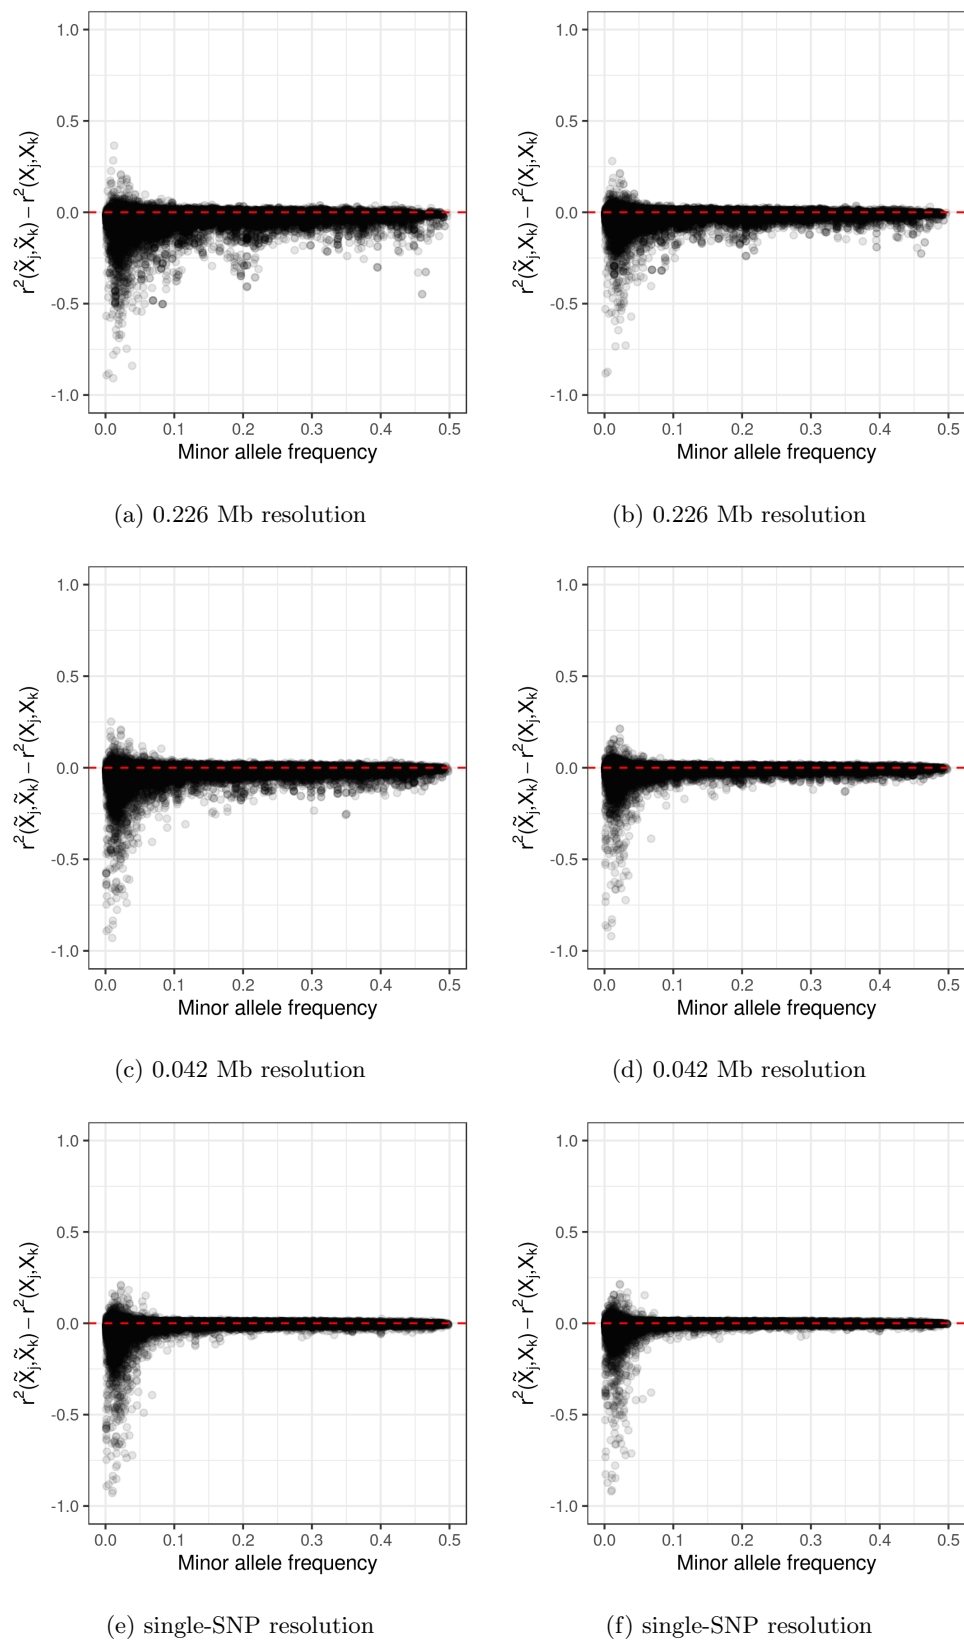 1.0 1.0
0.5 0.5
0.0 0.0
-0.5 -0.5
-1.0 -1.0
r²(X̃ⱼ,X̃ₖ) − r²(Xⱼ,Xₖ) r²(X̃ⱼ,Xₖ) − r²(Xⱼ,Xₖ)
0.0 0.1 0.2 0.3 0.4 0.5 0.0 0.1 0.2 0.3 0.4 0.5
Minor allele frequency Minor allele frequency
(a) 0.226 Mb resolution (b) 0.226 Mb resolution
1.0 1.0
0.5 0.5
0.0 0.0
-0.5 -0.5
-1.0 -1.0
r²(X̃ⱼ,X̃ₖ) − r²(Xⱼ,Xₖ) r²(X̃ⱼ,Xₖ) − r²(Xⱼ,Xₖ)
0.0 0.1 0.2 0.3 0.4 0.5 0.0 0.1 0.2 0.3 0.4 0.5
Minor allele frequency Minor allele frequency
(c) 0.042 Mb resolution (d) 0.042 Mb resolution
1.0 1.0
0.5 0.5
0.0 0.0
-0.5 -0.5
-1.0 -1.0
r²(X̃ⱼ,X̃ₖ) − r²(Xⱼ,Xₖ) r²(X̃ⱼ,Xₖ) − r²(Xⱼ,Xₖ)
0.0 0.1 0.2 0.3 0.4 0.5 0.0 0.1 0.2 0.3 0.4 0.5
Minor allele frequency Minor allele frequency
(e) single-SNP resolution (f) single-SNP resolution